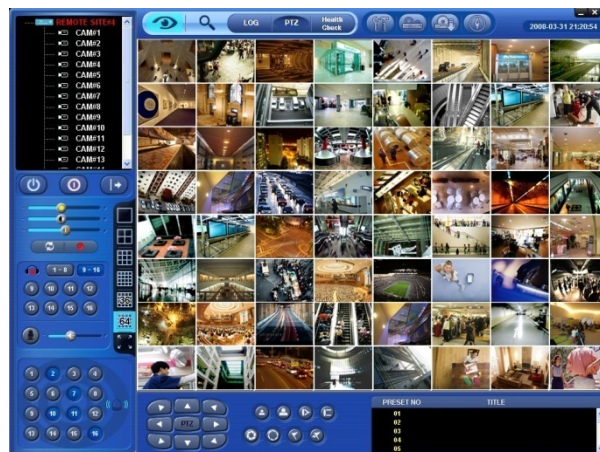 LOG
PTZ
Health
Check
2008-03-31 21:20:54
REMOTE SITE#1
CAM#1
CAM#2
CAM#3
CAM#4
CAM#5
CAM#6
CAM#7
CAM#8
CAM#9
CAM#10
CAM#11
CAM#12
CAM#13
1 - 8
9 - 16
9 10 11 12
13 14 15 16
64
1 2 3 4
5 6 7 8
9 10 11 12
13 14 15 16
PTZ
PRESET NO TITLE
01
02
03
04
05